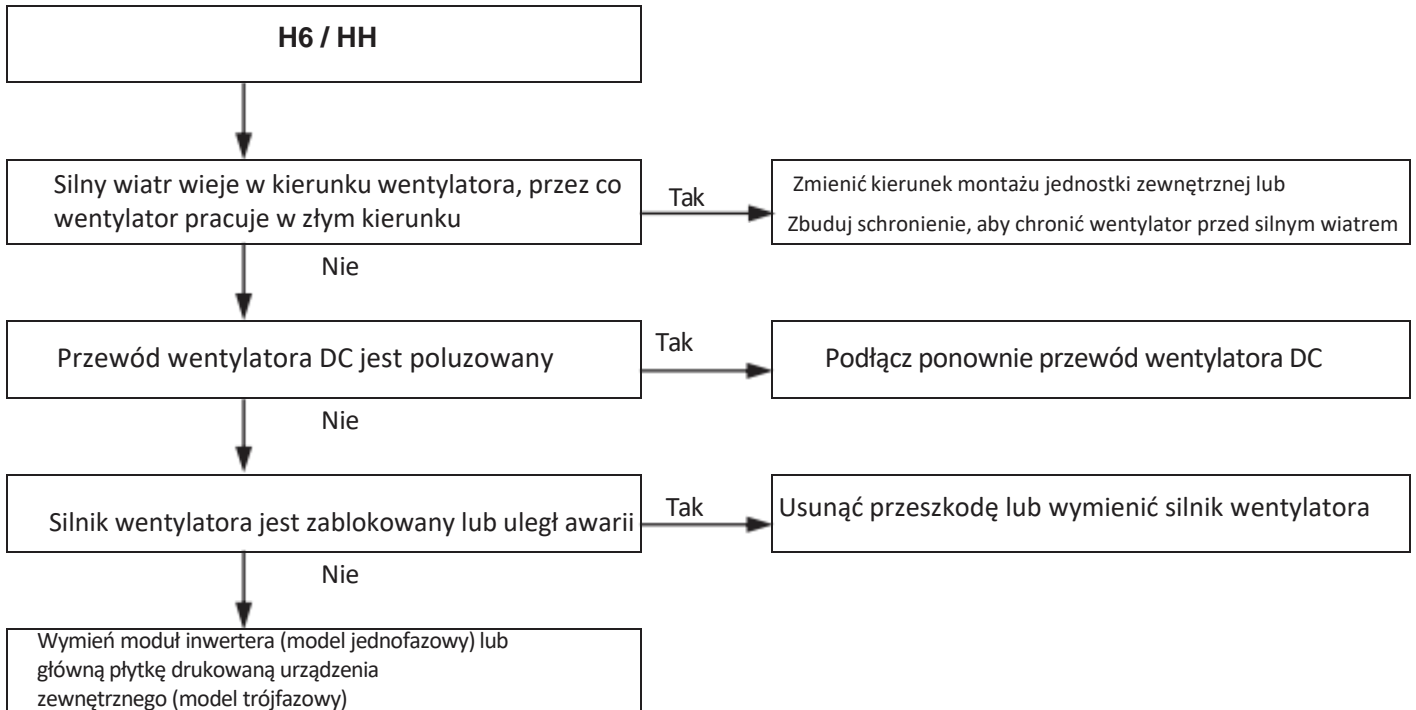 H6 / HH
Silny wiatr wieje w kierunku wentylatora, przez co
wentylator pracuje w złym kierunku
Tak
Zmienić kierunek montażu jednostki zewnętrznej lub
Zbuduj schronienie, aby chronić wentylator przed silnym wiatrem
Nie
Przewód wentylatora DC jest poluzowany
Tak
Podłącz ponownie przewód wentylatora DC
Nie
Silnik wentylatora jest zablokowany lub uległ awarii
Tak
Usunąć przeszkodę lub wymienić silnik wentylatora
Nie
Wymień moduł inwertera (model jednofazowy) lub
główną płytkę drukowaną urządzenia
zewnętrznego (model trójfazowy)